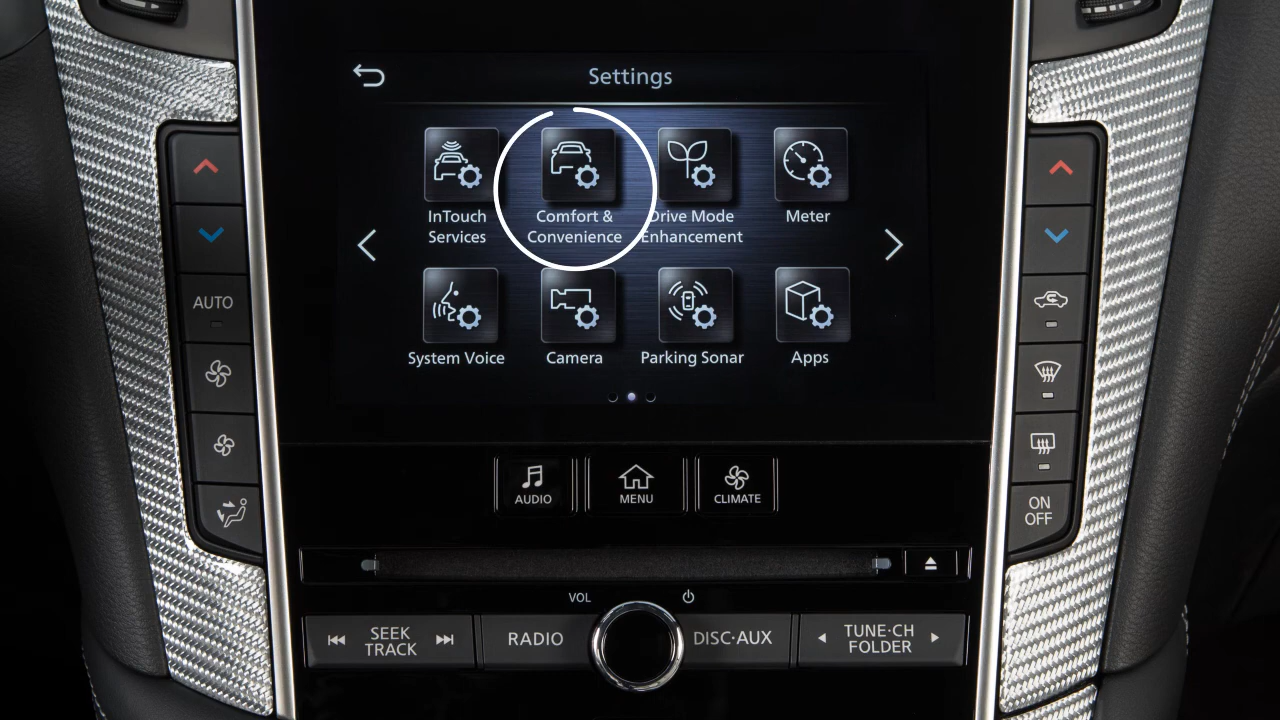 Settings
InTouch
Services
Comfort &
Convenience
Drive Mode
Enhancement
Meter
System Voice
Camera
Parking Sonar
Apps
AUTO
ON
OFF
AUDIO
MENU
CLIMATE
VOL
SEEK
TRACK
RADIO
DISC·AUX
TUNE·CH
FOLDER